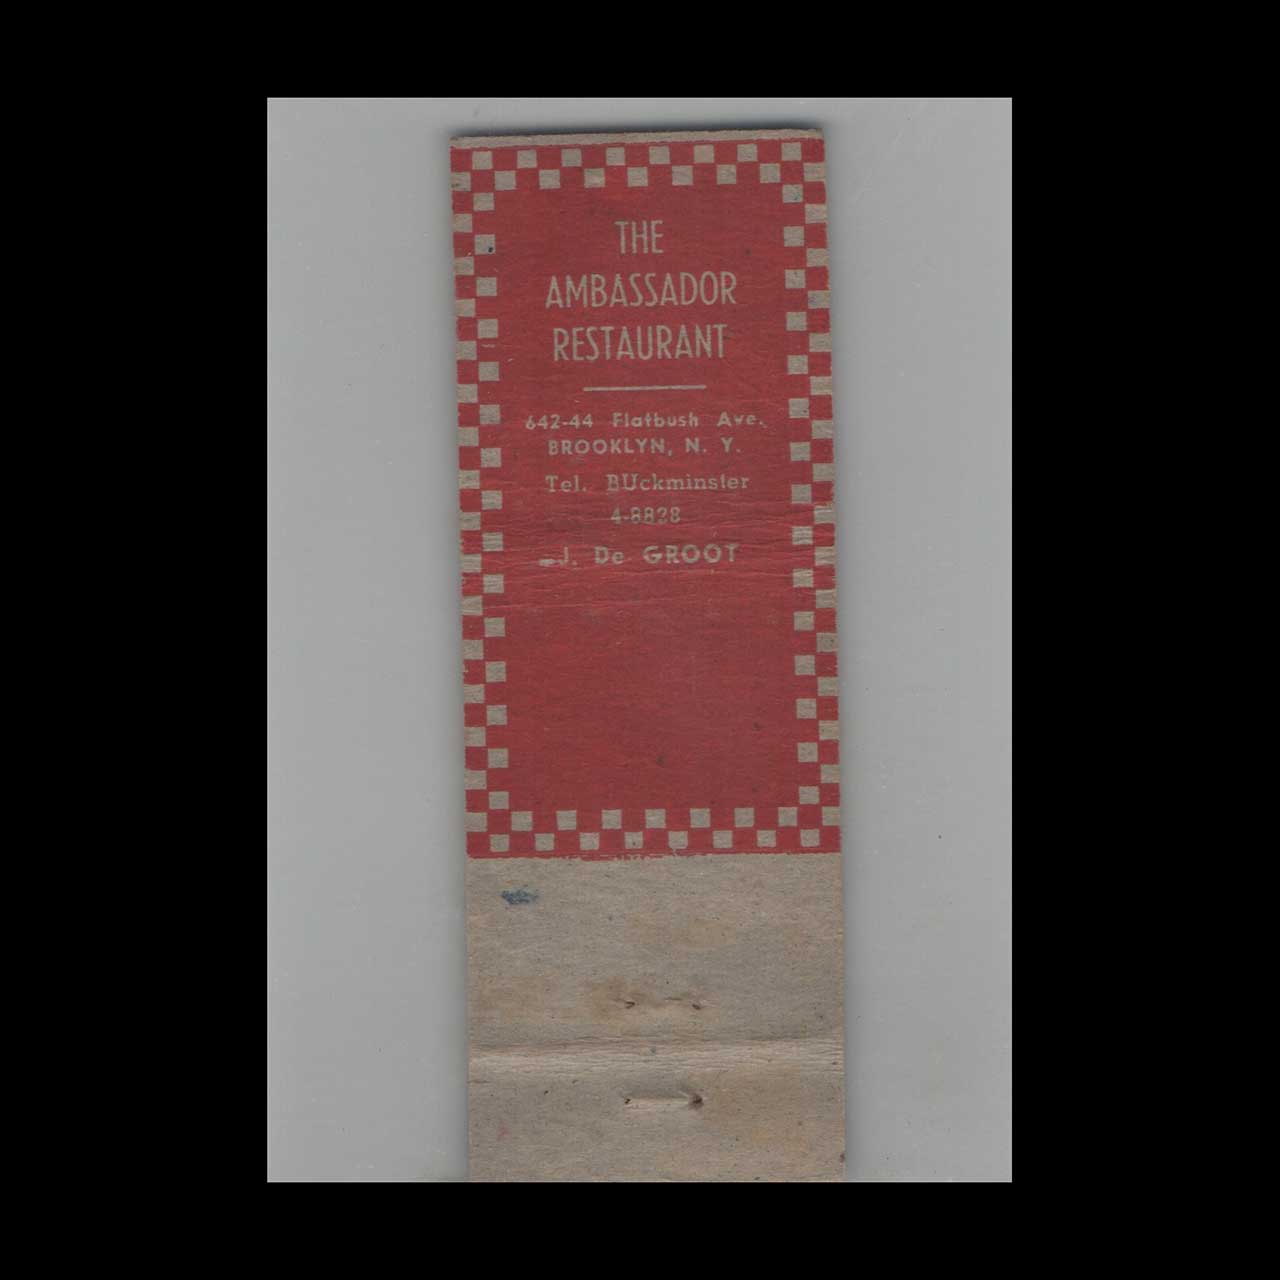 THE
AMBASSADOR
RESTAURANT
642-44 Flatbush Ave.
BROOKLYN, N. Y.
Tel. BUckminster
4-8828
J. De GROOT